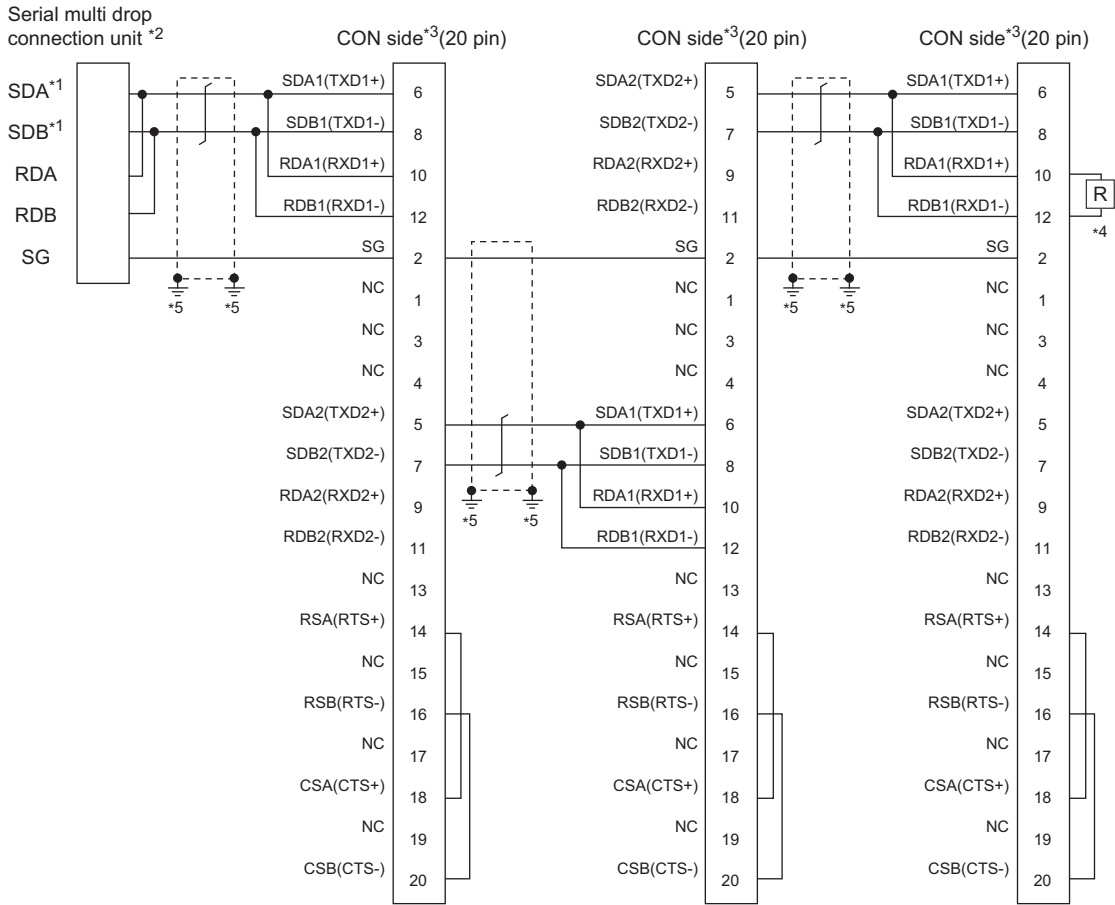 Serial multi drop
connection unit *2
CON side*3(20 pin)
CON side*3(20 pin)
CON side*3(20 pin)
SDA*1
SDB*1
RDA
RDB
SG
SDA1(TXD1+) 6
SDB1(TXD1-) 8
RDA1(RXD1+) 10
RDB1(RXD1-) 12
SG 2
NC 1
NC 3
NC 4
SDA2(TXD2+) 5
SDB2(TXD2-) 7
RDA2(RXD2+) 9
RDB2(RXD2-) 11
NC 13
RSA(RTS+) 14
NC 15
RSB(RTS-) 16
NC 17
CSA(CTS+) 18
NC 19
CSB(CTS-) 20
*5 *5
*5 *5
SDA2(TXD2+) 5
SDB2(TXD2-) 7
RDA2(RXD2+) 9
RDB2(RXD2-) 11
SG 2
NC 1
NC 3
NC 4
SDA1(TXD1+) 6
SDB1(TXD1-) 8
RDA1(RXD1+) 10
RDB1(RXD1-) 12
NC 13
RSA(RTS+) 14
NC 15
RSB(RTS-) 16
NC 17
CSA(CTS+) 18
NC 19
CSB(CTS-) 20
*5 *5
SDA1(TXD1+) 6
SDB1(TXD1-) 8
RDA1(RXD1+) 10
RDB1(RXD1-) 12
SG 2
NC 1
NC 3
NC 4
SDA2(TXD2+) 5
SDB2(TXD2-) 7
RDA2(RXD2+) 9
RDB2(RXD2-) 11
NC 13
RSA(RTS+) 14
NC 15
RSB(RTS-) 16
NC 17
CSA(CTS+) 18
NC 19
CSB(CTS-) 20
R
*4